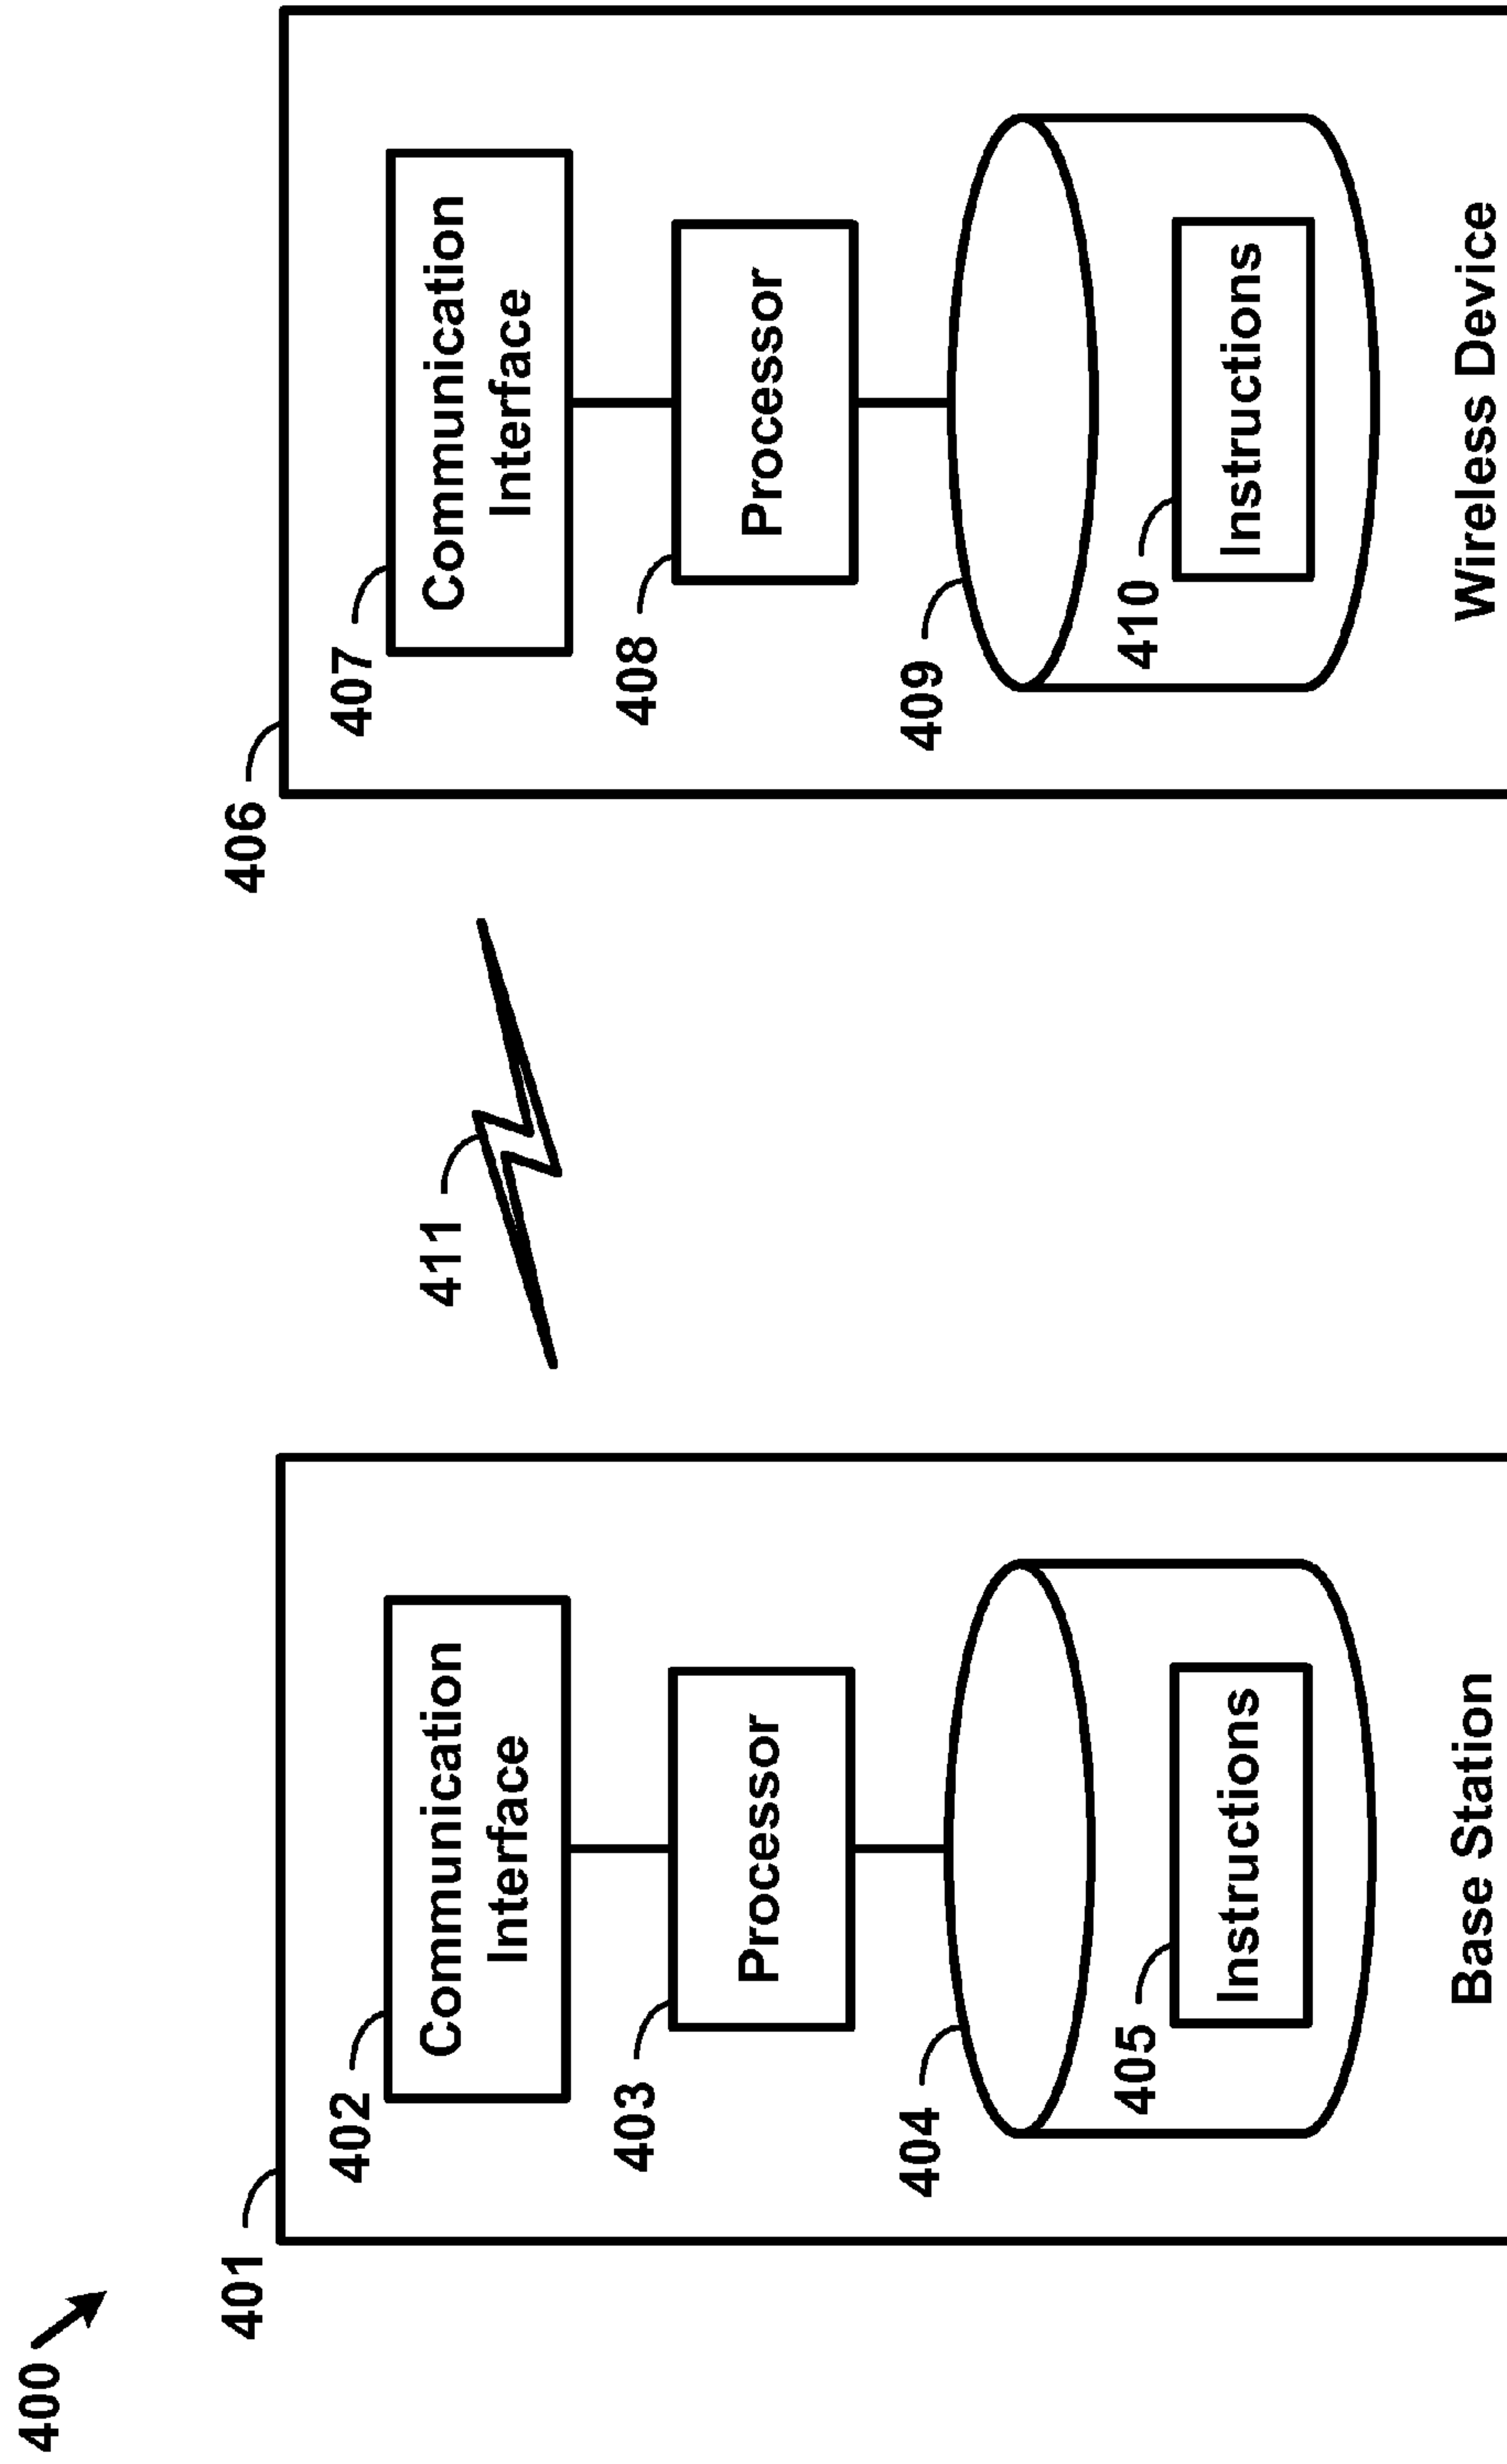 400
401
402
Communication
Interface
403
Processor
404
405
Instructions
Base Station
411
406
407
Communication
Interface
408
Processor
409
410
Instructions
Wireless Device